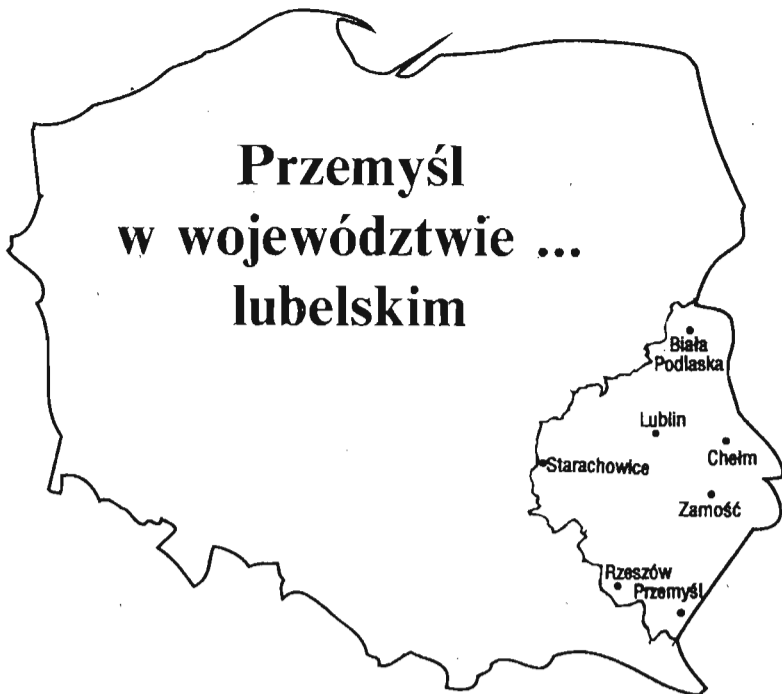 Przemyśl
w województwie ...
lubelskim
Biała
Podlaska
Lublin
Chełm
Starachowice
Zamość
Rzeszów
Przemyśl